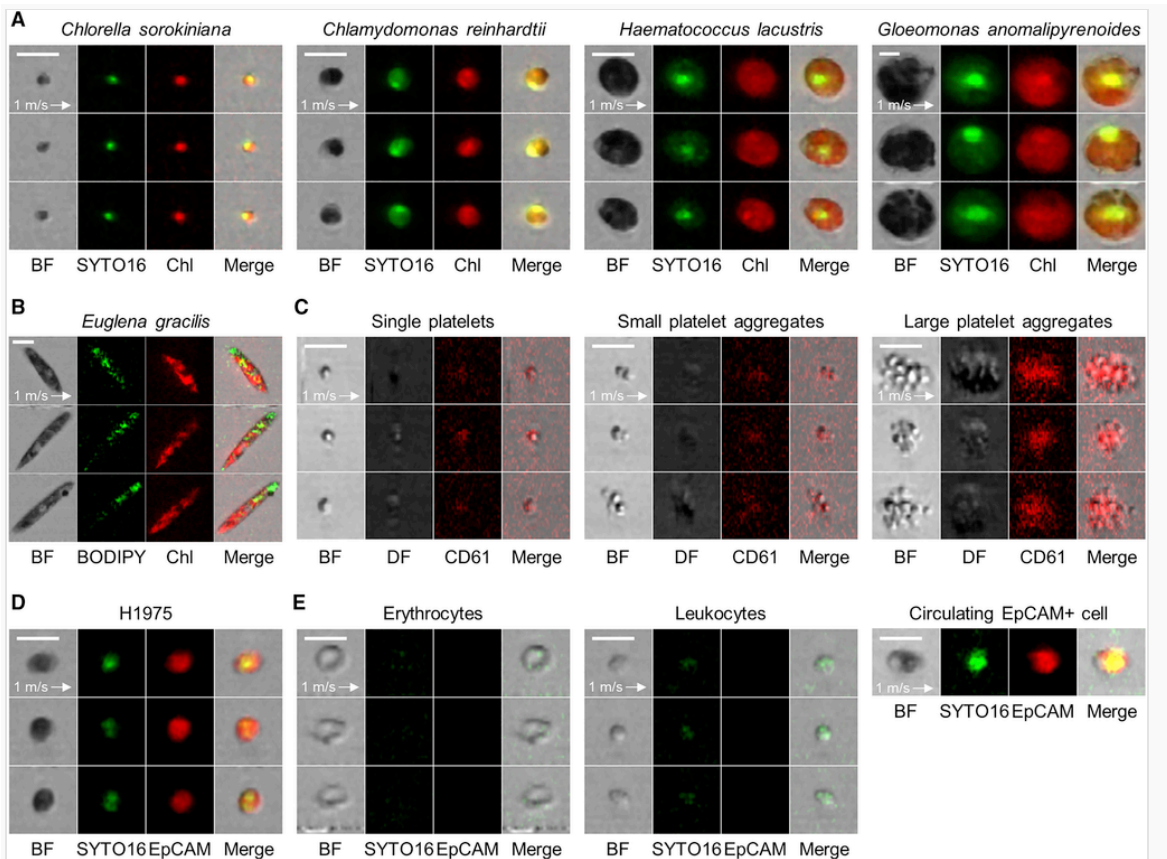 A
Chlorella sorokiniana
Chlamydomonas reinhardtii
Haematococcus lacustris
Gloeomonas anomalipyrenoides
1 m/s
1 m/s
1 m/s
1 m/s
BF SYTO16 Chl Merge
BF SYTO16 Chl Merge
BF SYTO16 Chl Merge
BF SYTO16 Chl Merge
B
Euglena gracilis
1 m/s
BF BODIPY Chl Merge
C
Single platelets
Small platelet aggregates
Large platelet aggregates
1 m/s
1 m/s
1 m/s
BF DF CD61 Merge
BF DF CD61 Merge
BF DF CD61 Merge
D
H1975
1 m/s
BF SYTO16 EpCAM Merge
E
Erythrocytes
Leukocytes
Circulating EpCAM+ cell
1 m/s
1 m/s
1 m/s
BF SYTO16 EpCAM Merge
BF SYTO16 EpCAM Merge
BF SYTO16 EpCAM Merge